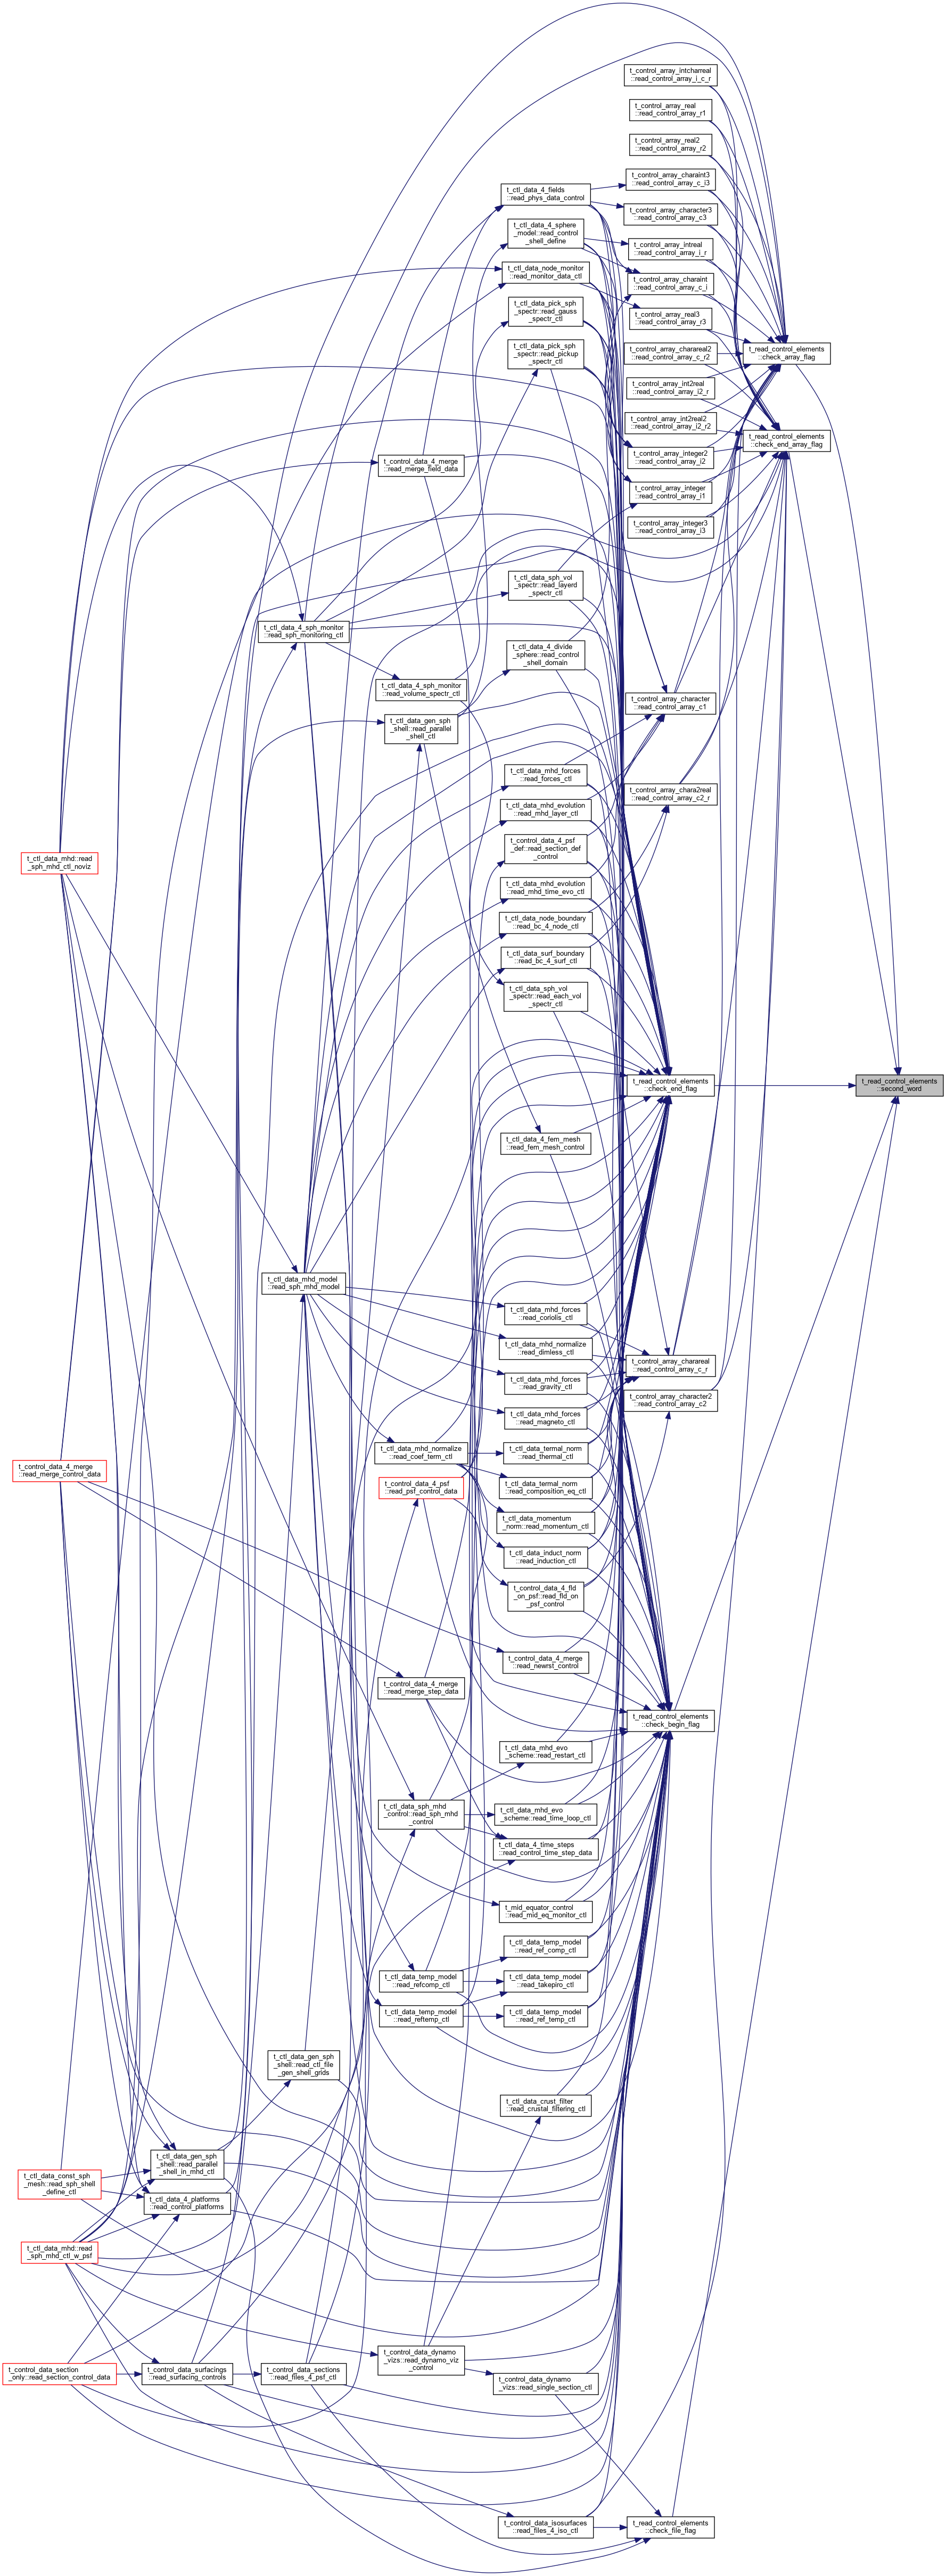 t_control_array_intcharreal
::read_control_array_i_c_r
t_control_array_real
::read_control_array_r1
t_control_array_real2
::read_control_array_r2
t_control_array_charaint3
::read_control_array_c_i3
t_ctl_data_4_fields
::read_phys_data_control
t_control_array_character3
::read_control_array_c3
t_ctl_data_4_sphere
_model::read_control
_shell_define
t_control_array_intreal
::read_control_array_i_r
t_ctl_data_node_monitor
::read_monitor_data_ctl
t_control_array_charaint
::read_control_array_c_i
t_ctl_data_pick_sph
_spectr::read_gauss
_spectr_ctl
t_control_array_real3
::read_control_array_r3
t_ctl_data_pick_sph
_spectr::read_pickup
_spectr_ctl
t_control_array_charareal2
::read_control_array_c_r2
t_read_control_elements
::check_array_flag
t_control_array_int2real
::read_control_array_i2_r
t_control_array_int2real2
::read_control_array_i2_r2
t_read_control_elements
::check_end_array_flag
t_control_array_integer2
::read_control_array_i2
t_control_data_4_merge
::read_merge_field_data
t_control_array_integer
::read_control_array_i1
t_control_array_integer3
::read_control_array_i3
t_ctl_data_sph_vol
_spectr::read_layerd
_spectr_ctl
t_ctl_data_4_sph_monitor
::read_sph_monitoring_ctl
t_ctl_data_4_divide
_sphere::read_control
_shell_domain
t_ctl_data_4_sph_monitor
::read_volume_spectr_ctl
t_control_array_character
::read_control_array_c1
t_ctl_data_gen_sph
_shell::read_parallel
_shell_ctl
t_ctl_data_mhd_forces
::read_forces_ctl
t_control_array_chara2real
::read_control_array_c2_r
t_ctl_data_mhd_evolution
::read_mhd_layer_ctl
t_control_data_4_psf
_def::read_section_def
_control
t_ctl_data_mhd::read
_sph_mhd_ctl_noviz
t_ctl_data_mhd_evolution
::read_mhd_time_evo_ctl
t_ctl_data_node_boundary
::read_bc_4_node_ctl
t_ctl_data_surf_boundary
::read_bc_4_surf_ctl
t_ctl_data_sph_vol
_spectr::read_each_vol
_spectr_ctl
t_read_control_elements
::check_end_flag
t_read_control_elements
::second_word
t_ctl_data_4_fem_mesh
::read_fem_mesh_control
t_ctl_data_mhd_model
::read_sph_mhd_model
t_ctl_data_mhd_forces
::read_coriolis_ctl
t_ctl_data_mhd_normalize
::read_dimless_ctl
t_control_array_charareal
::read_control_array_c_r
t_ctl_data_mhd_forces
::read_gravity_ctl
t_control_array_character2
::read_control_array_c2
t_ctl_data_mhd_forces
::read_magneto_ctl
t_ctl_data_mhd_normalize
::read_coef_term_ctl
t_ctl_data_termal_norm
::read_thermal_ctl
t_control_data_4_merge
::read_merge_control_data
t_control_data_4_psf
::read_psf_control_data
t_ctl_data_termal_norm
::read_composition_eq_ctl
t_ctl_data_momentum
_norm::read_momentum_ctl
t_ctl_data_induct_norm
::read_induction_ctl
t_control_data_4_fld
_on_psf::read_fld_on
_psf_control
t_control_data_4_merge
::read_newrst_control
t_control_data_4_merge
::read_merge_step_data
t_read_control_elements
::check_begin_flag
t_ctl_data_mhd_evo
_scheme::read_restart_ctl
t_ctl_data_sph_mhd
_control::read_sph_mhd
_control
t_ctl_data_mhd_evo
_scheme::read_time_loop_ctl
t_ctl_data_4_time_steps
::read_control_time_step_data
t_mid_equator_control
::read_mid_eq_monitor_ctl
t_ctl_data_temp_model
::read_ref_comp_ctl
t_ctl_data_temp_model
::read_refcomp_ctl
t_ctl_data_temp_model
::read_takepiro_ctl
t_ctl_data_temp_model
::read_reftemp_ctl
t_ctl_data_temp_model
::read_ref_temp_ctl
t_ctl_data_gen_sph
_shell::read_ctl_file
_gen_shell_grids
t_ctl_data_crust_filter
::read_crustal_filtering_ctl
t_ctl_data_gen_sph
_shell::read_parallel
_shell_in_mhd_ctl
t_ctl_data_const_sph
_mesh::read_sph_shell
_define_ctl
t_ctl_data_4_platforms
::read_control_platforms
t_ctl_data_mhd::read
_sph_mhd_ctl_w_psf
t_control_data_dynamo
_vizs::read_dynamo_viz
_control
t_control_data_section
_only::read_section_control_data
t_control_data_surfacings
::read_surfacing_controls
t_control_data_sections
::read_files_4_psf_ctl
t_control_data_dynamo
_vizs::read_single_section_ctl
t_control_data_isosurfaces
::read_files_4_iso_ctl
t_read_control_elements
::check_file_flag